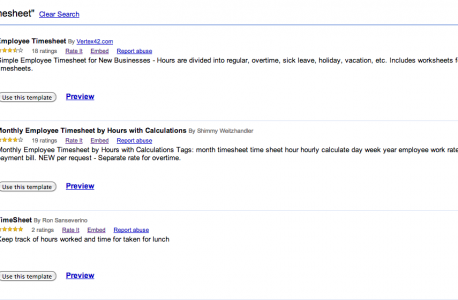 mesheet" Clear Search
Employee Timesheet By Vertex42.com
18 ratings Rate It Embed Report abuse
Simple Employee Timesheet for New Businesses - Hours are divided into regular, overtime, sick leave, holiday, vacation, etc. Includes worksheets f
timesheets.
Use this template Preview
Monthly Employee Timesheet by Hours with Calculations By Shimmy Weitzhandler
19 ratings Rate It Embed Report abuse
Monthly Employee Timesheet by Hours with Calculations Tags: month timesheet time sheet hour hourly calculate day week year employee work rate
payment bill. NEW per request - Separate rate for overtime.
Use this template Preview
TimeSheet By Ron Sanseverino
2 ratings Rate It Embed Report abuse
Keep track of hours worked and time for taken for lunch
Use this template Preview